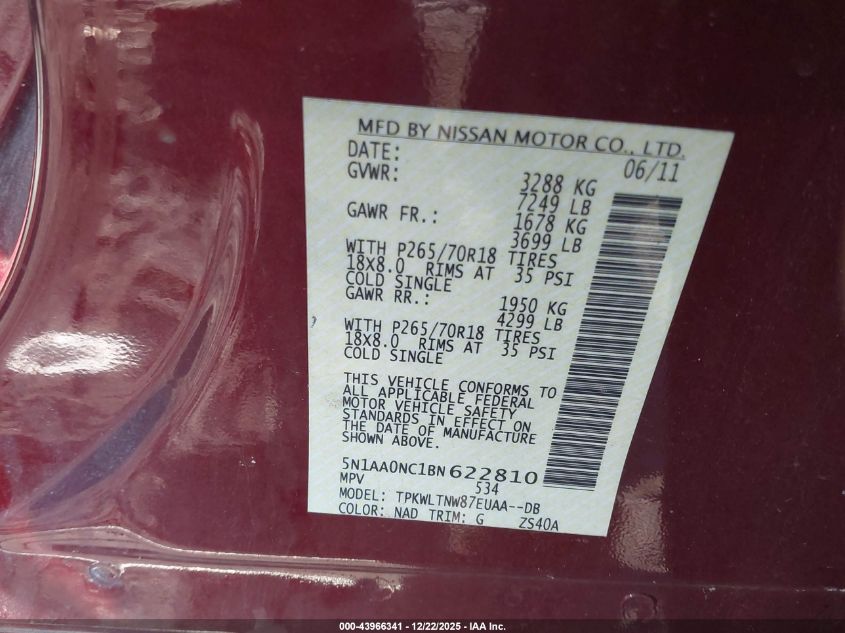 MFD BY NISSAN MOTOR CO., LTD.
DATE: 06/11
GVWR: 3288 KG
7249 LB
GAWR FR.: 1678 KG
3699 LB
WITH P265/70R18 TIRES
18X8.0 RIMS AT 35 PSI
COLD SINGLE
GAWR RR.: 1950 KG
4299 LB
WITH P265/70R18 TIRES
18X8.0 RIMS AT 35 PSI
COLD SINGLE
THIS VEHICLE CONFORMS TO
ALL APPLICABLE FEDERAL
MOTOR VEHICLE SAFETY
STANDARDS IN EFFECT ON
THE DATE OF MANUFACTURE
SHOWN ABOVE.
5N1AA0NC1BN622810
MPV 534
MODEL: TPKWLTNW87EUAA--DB
COLOR: NAD TRIM: G ZS40A
000-43966341 - 12/22/2025 - IAA Inc.